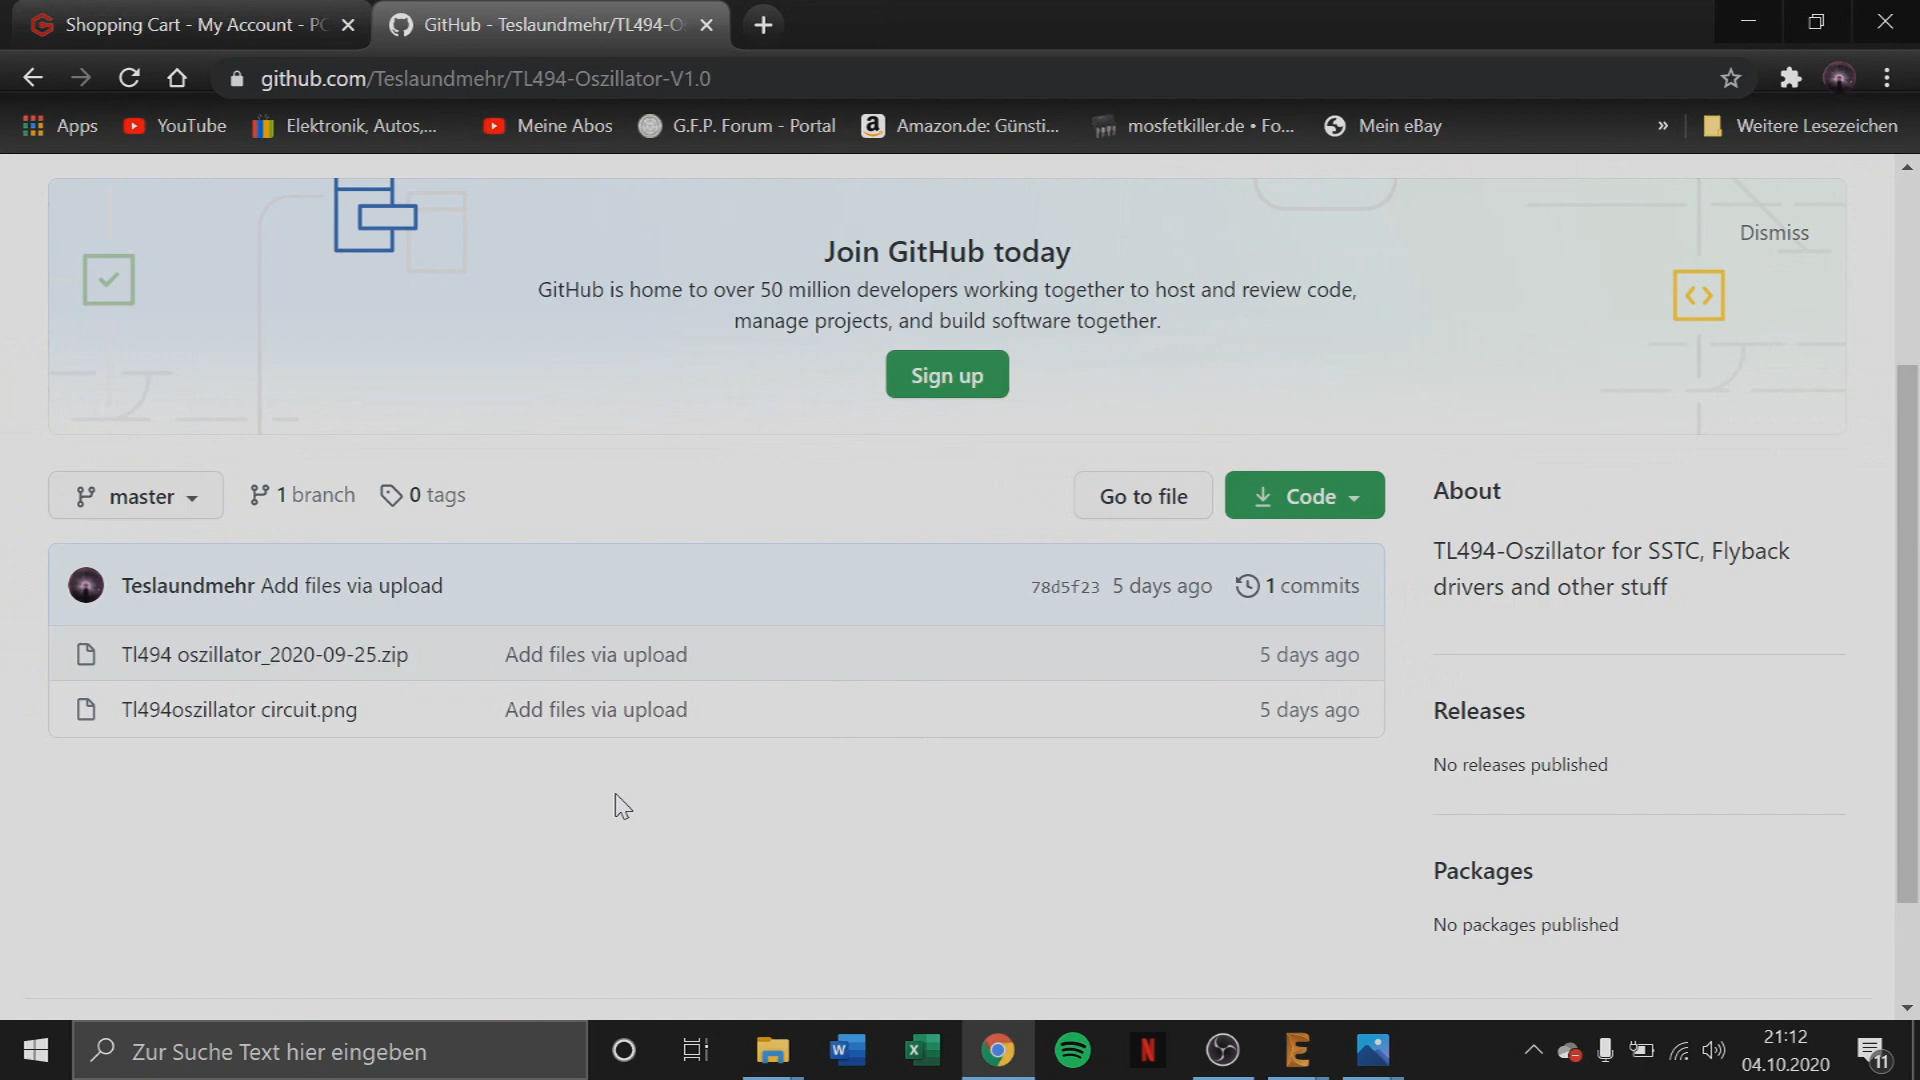 Shopping Cart - My Account - PC
GitHub - Teslaundmehr/TL494-Os
github.com/Teslaundmehr/TL494-Oszillator-V1.0
Apps
YouTube
Elektronik, Autos,...
Meine Abos
G.F.P. Forum - Portal
Amazon.de: Günsti...
mosfetkiller.de • Fo...
Mein eBay
»
Weitere Lesezeichen
Dismiss
Join GitHub today
GitHub is home to over 50 million developers working together to host and review code,
manage projects, and build software together.
Sign up
master
1 branch
0 tags
Go to file
Code
About
TL494-Oszillator for SSTC, Flyback
drivers and other stuff
Teslaundmehr Add files via upload
78d5f23 5 days ago
1 commits
Tl494 oszillator_2020-09-25.zip
Add files via upload
5 days ago
Tl494oszillator circuit.png
Add files via upload
5 days ago
Releases
No releases published
Packages
No packages published
Zur Suche Text hier eingeben
21:12
04.10.2020
11